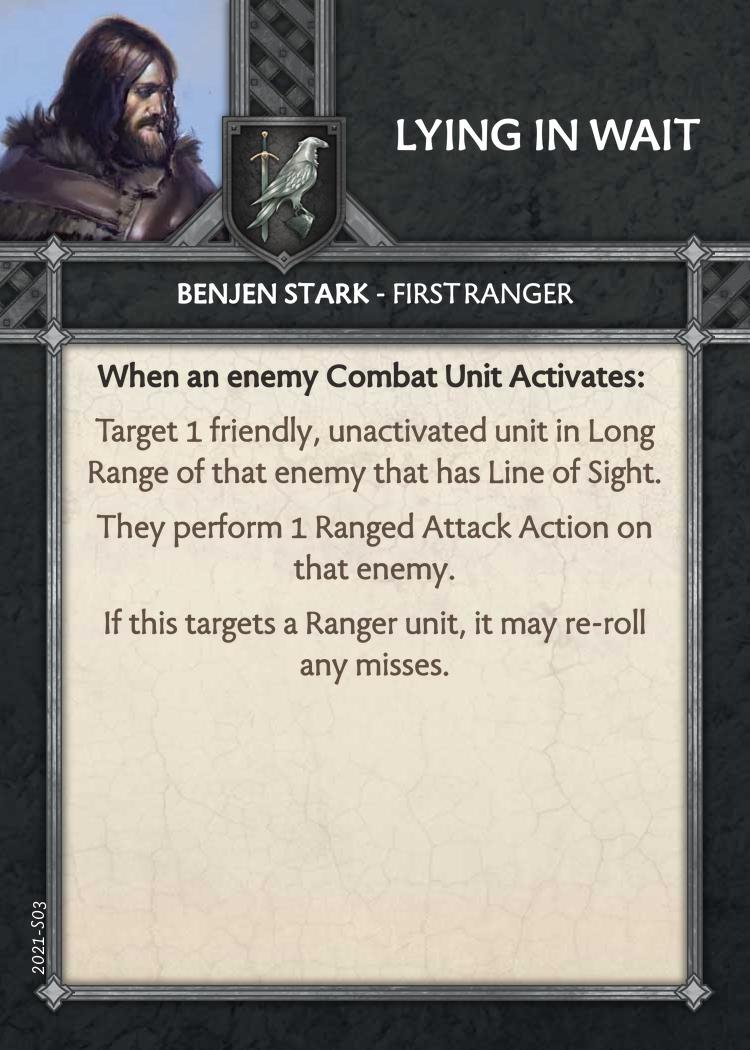 LYING IN WAIT
BENJEN STARK - FIRST RANGER
When an enemy Combat Unit Activates:
Target 1 friendly, unactivated unit in Long
Range of that enemy that has Line of Sight.
They perform 1 Ranged Attack Action on
that enemy.
If this targets a Ranger unit, it may re-roll
any misses.
2021-S03